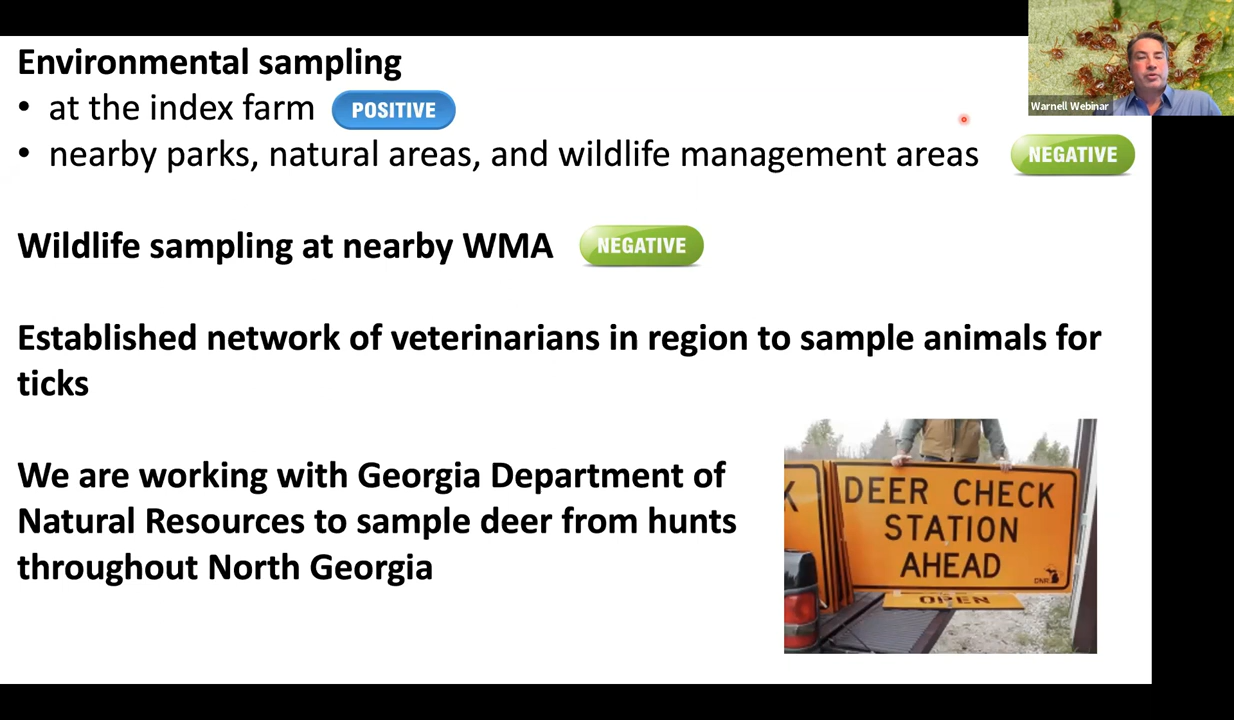 Environmental sampling
• at the index farm POSITIVE
• nearby parks, natural areas, and wildlife management areas NEGATIVE
Warnell Webinar
Wildlife sampling at nearby WMA NEGATIVE
Established network of veterinarians in region to sample animals for
ticks
We are working with Georgia Department of
Natural Resources to sample deer from hunts
throughout North Georgia
X
DEER CHECK
STATION
AHEAD
DNR
OPEN